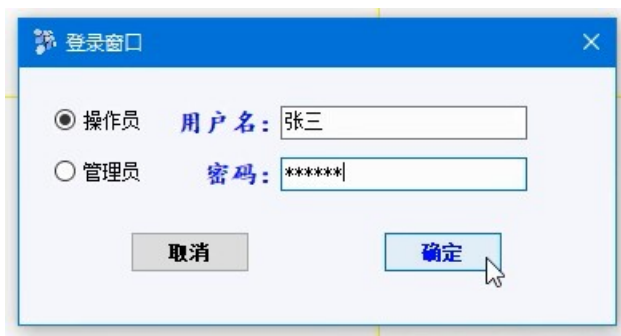 登录窗口
操作员 用户名: 张三
管理员 密码: ******
取消 确定